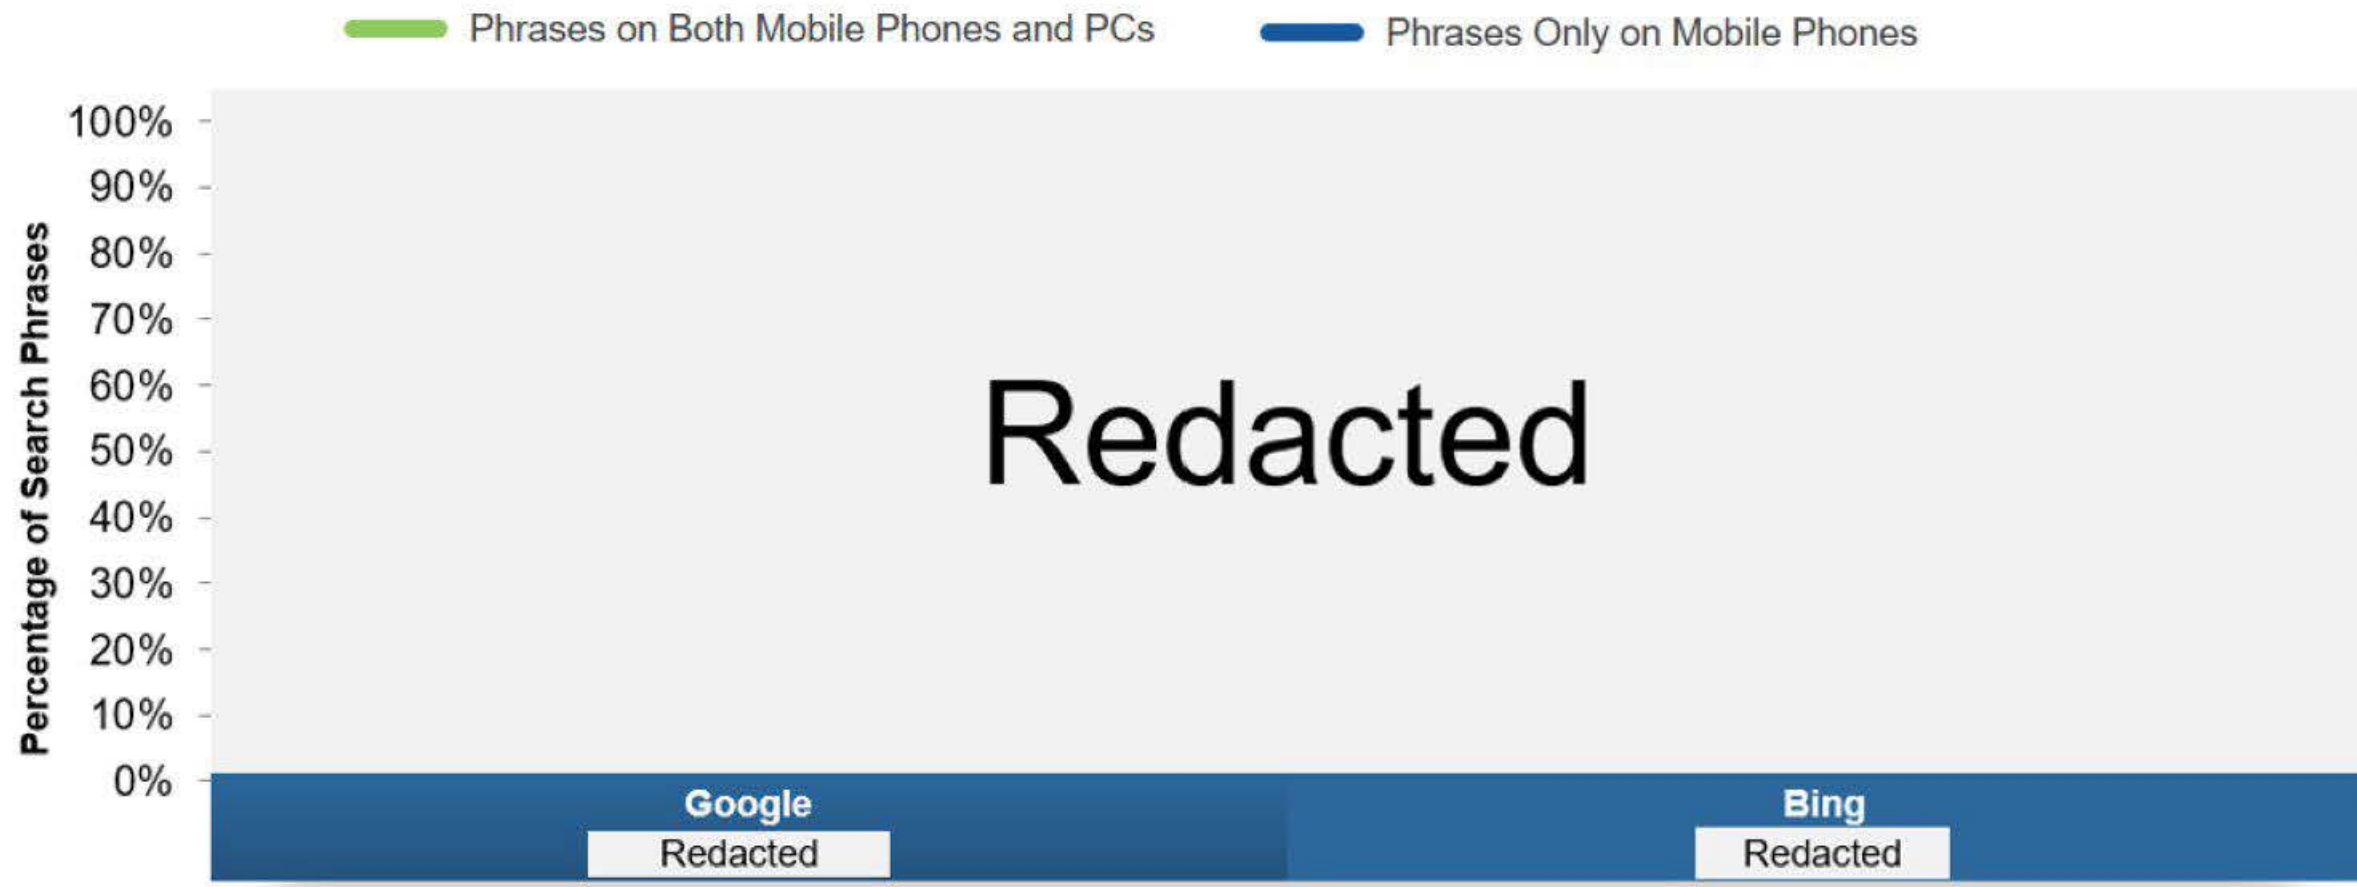 Phrases on Both Mobile Phones and PCs
Phrases Only on Mobile Phones
Percentage of Search Phrases
100%
90%
80%
70%
60%
50%
40%
30%
20%
10%
0%
Redacted
Google
Redacted
Bing
Redacted